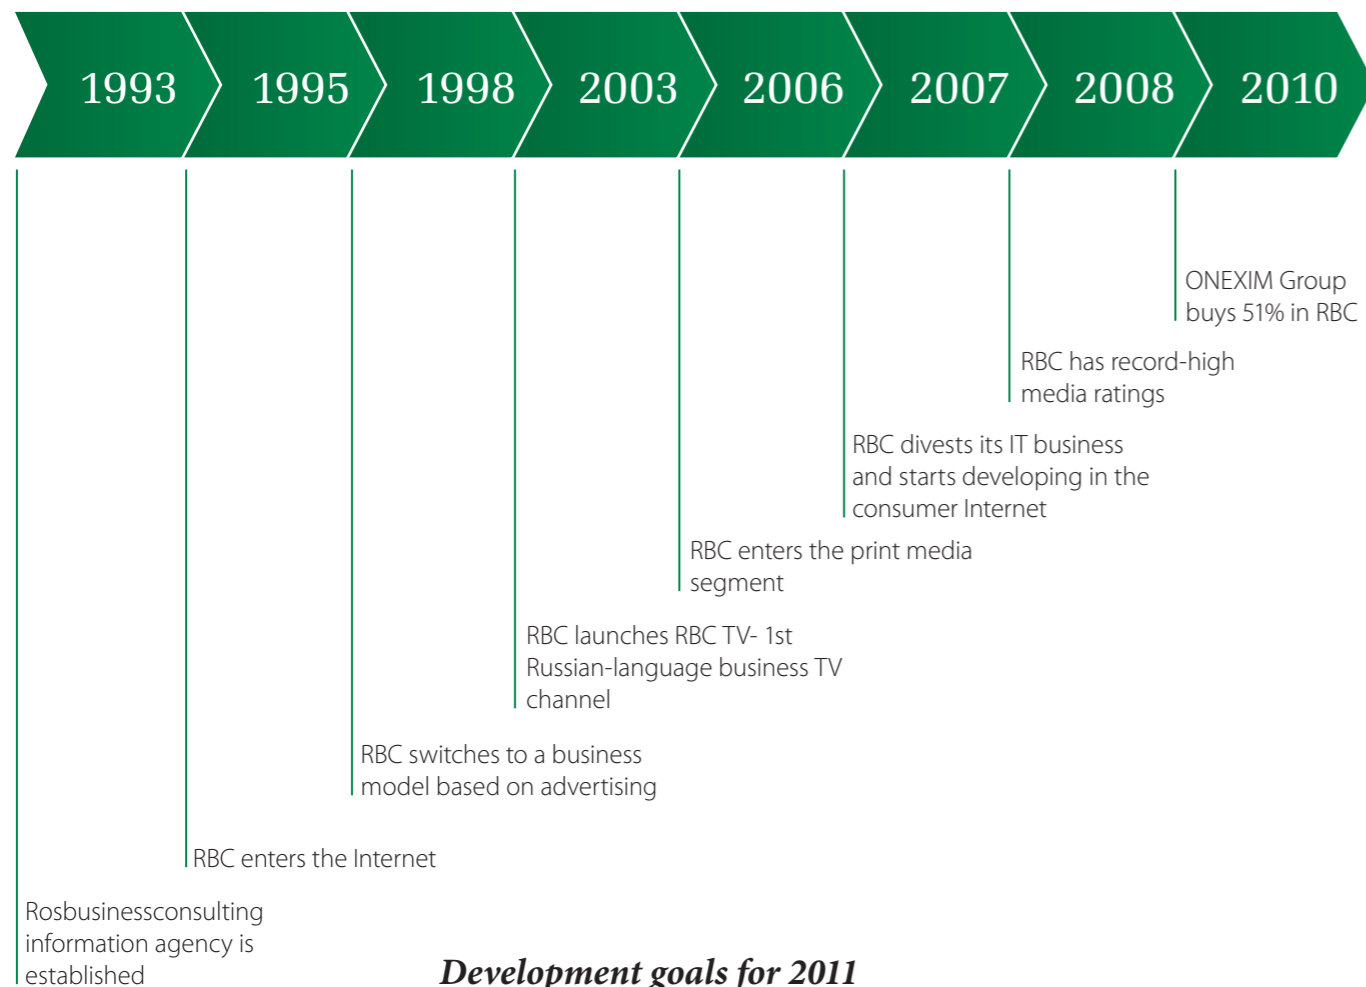 1993
1995
1998
2003
2006
2007
2008
2010
ONEXIM Group
buys 51% in RBC
RBC has record-high
media ratings
RBC divests its IT business
and starts developing in the
consumer Internet
RBC enters the print media
segment
RBC launches RBC TV- 1st
Russian-language business TV
channel
RBC switches to a business
model based on advertising
RBC enters the Internet
Rosbusinessconsulting
information agency is
established
Development goals for 2011